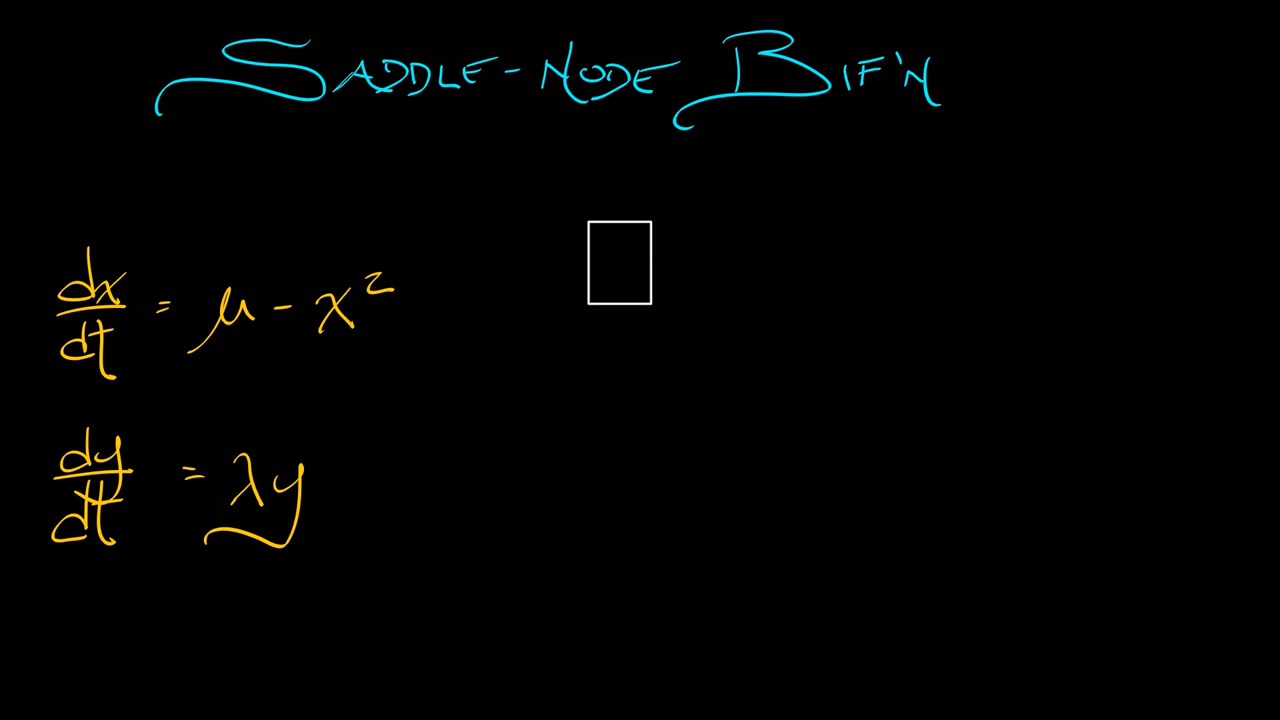 SADDLE-NODE BIF'N
dx/dt = μ - x²
dy/dt = λy